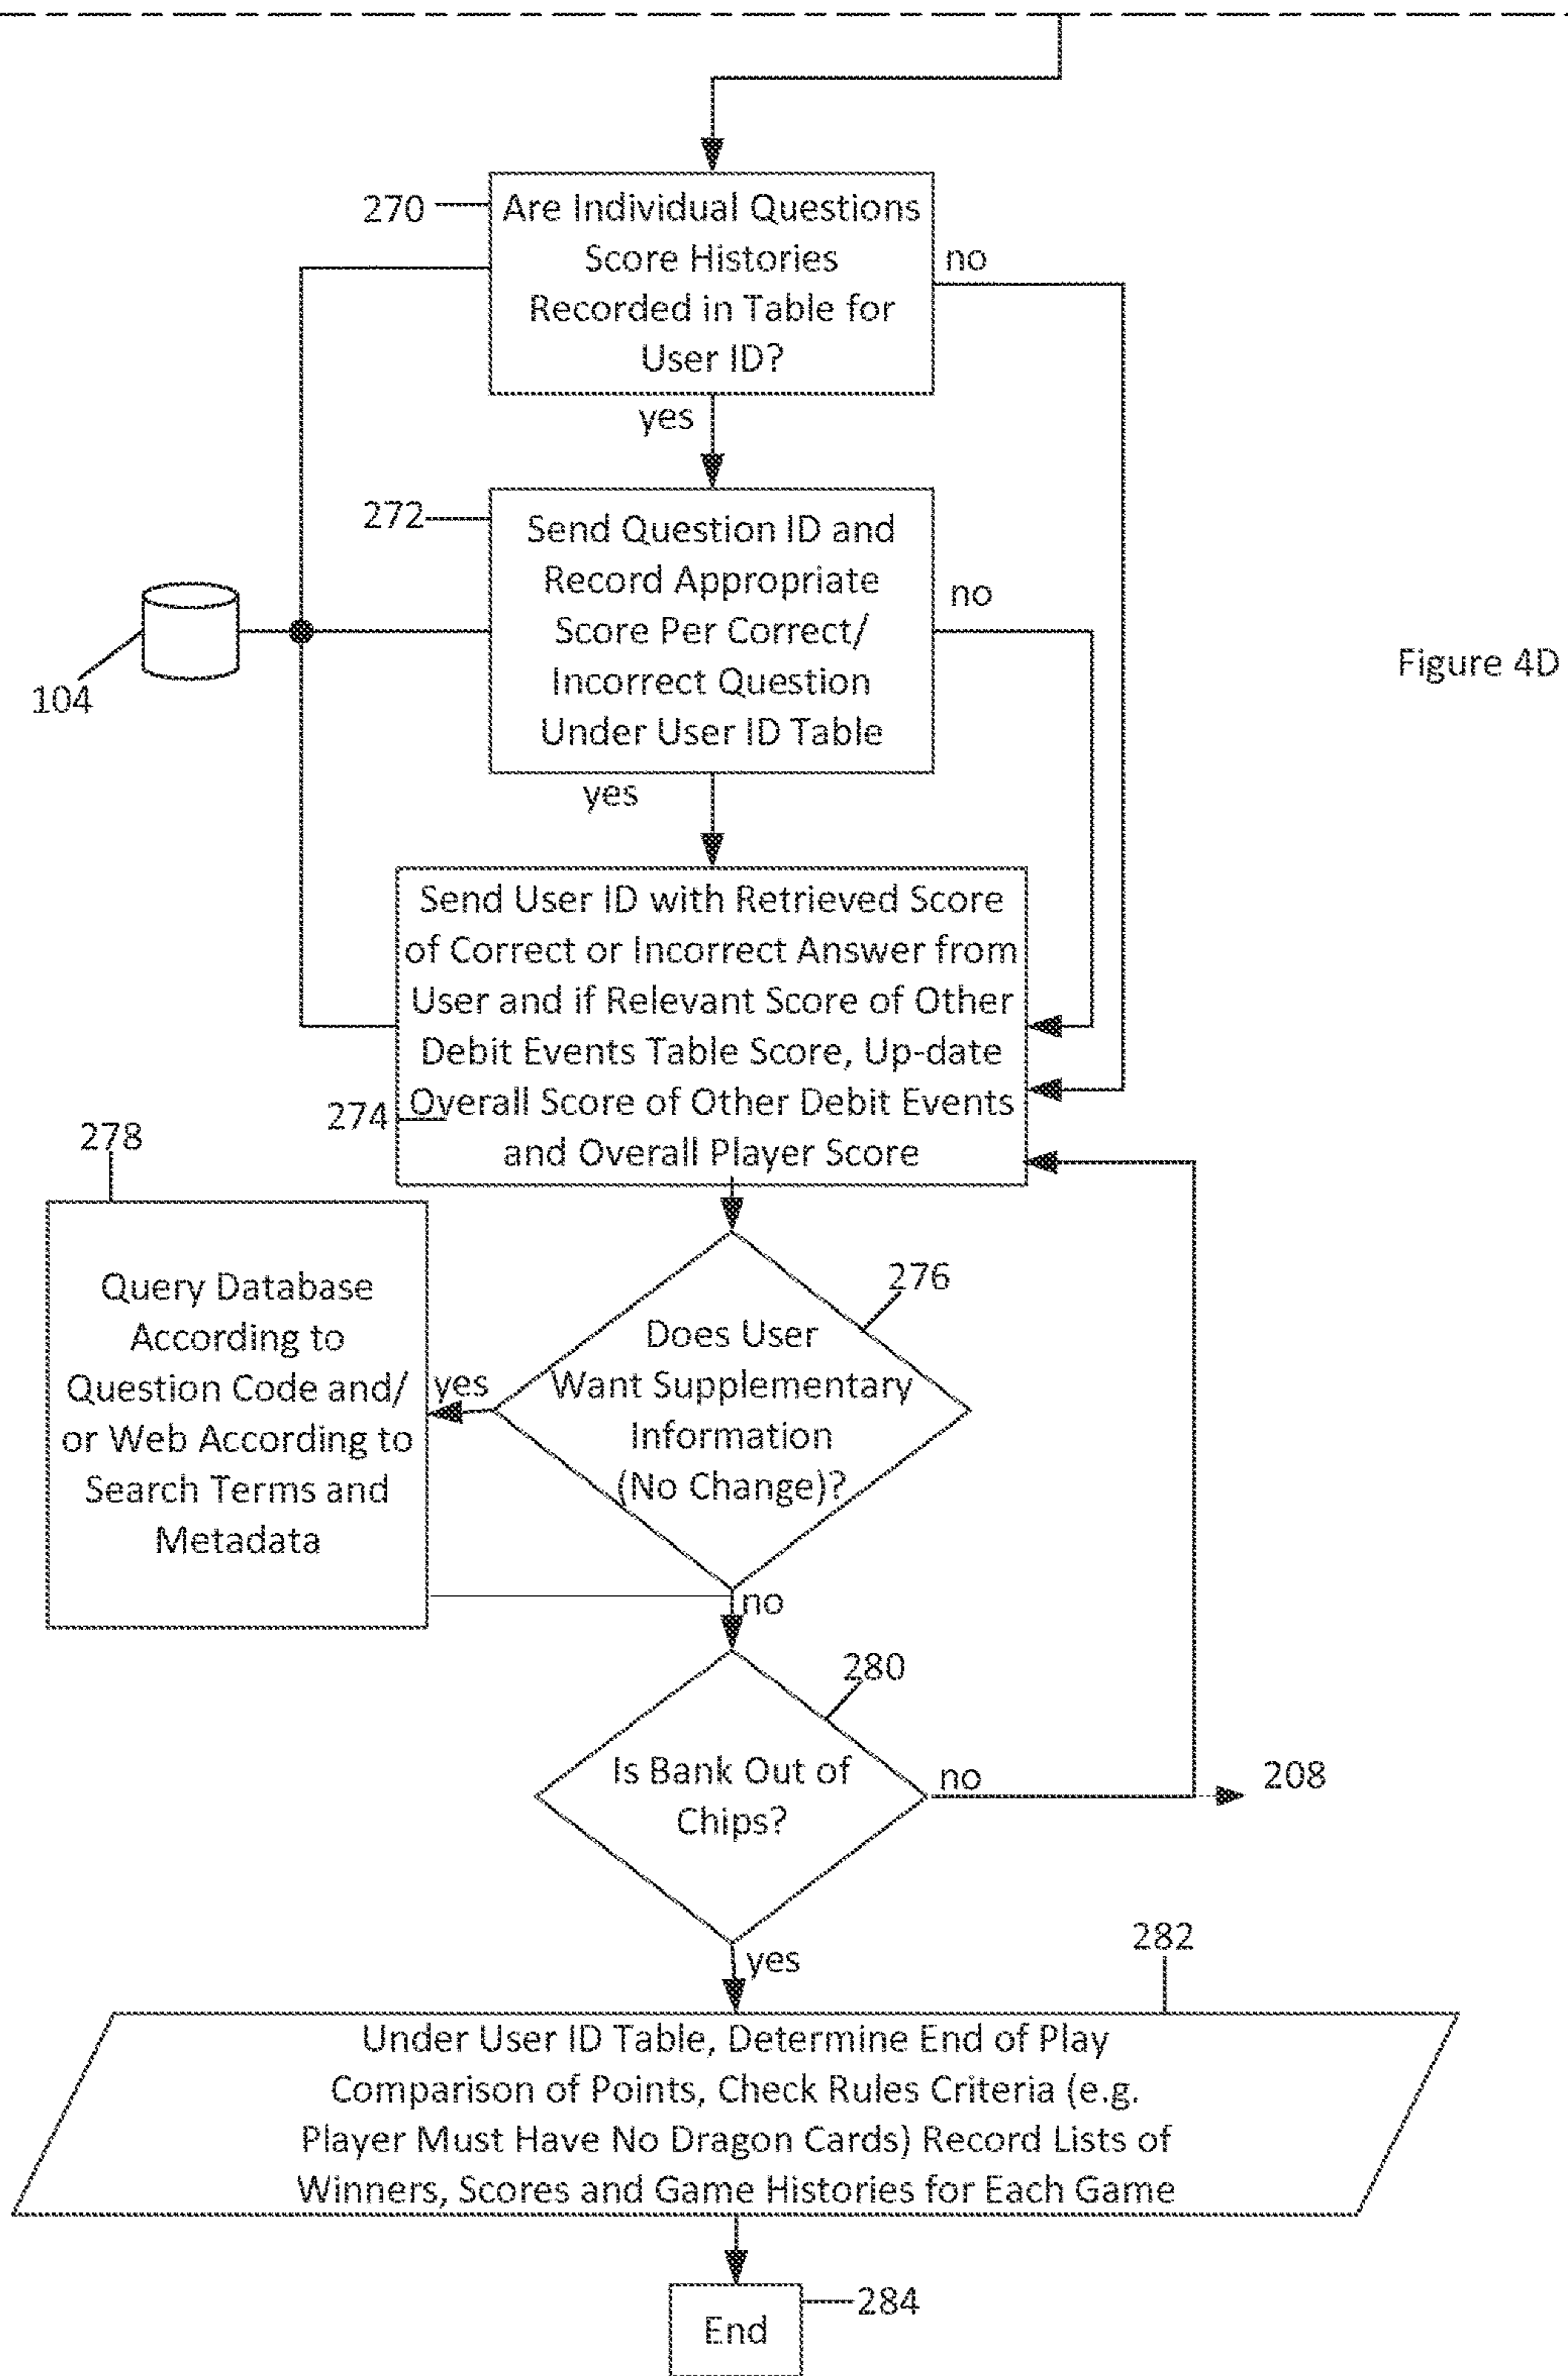 270
Are Individual Questions
Score Histories
Recorded in Table for
User ID?
no
yes
272
Send Question ID and
Record Appropriate
Score Per Correct/
Incorrect Question
Under User ID Table
no
104
Figure 4D
yes
Send User ID with Retrieved Score
of Correct or Incorrect Answer from
User and if Relevant Score of Other
Debit Events Table Score, Up-date
Overall Score of Other Debit Events
and Overall Player Score
274
278
Query Database
According to
Question Code and/
or Web According to
Search Terms and
Metadata
yes
276
Does User
Want Supplementary
Information
(No Change)?
no
280
Is Bank Out of
Chips?
no
208
yes
282
Under User ID Table, Determine End of Play
Comparison of Points, Check Rules Criteria (e.g.
Player Must Have No Dragon Cards) Record Lists of
Winners, Scores and Game Histories for Each Game
End
284